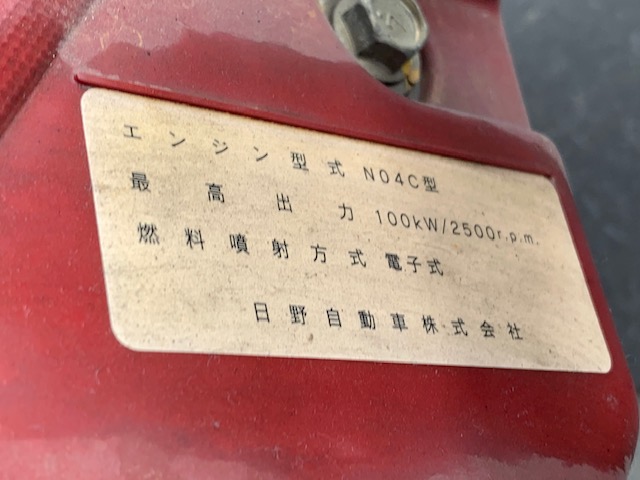 エンジン型式 N04C型
最高出力 100kW/2500r.p.m.
燃料噴射方式 電子式
日野自動車株式会社